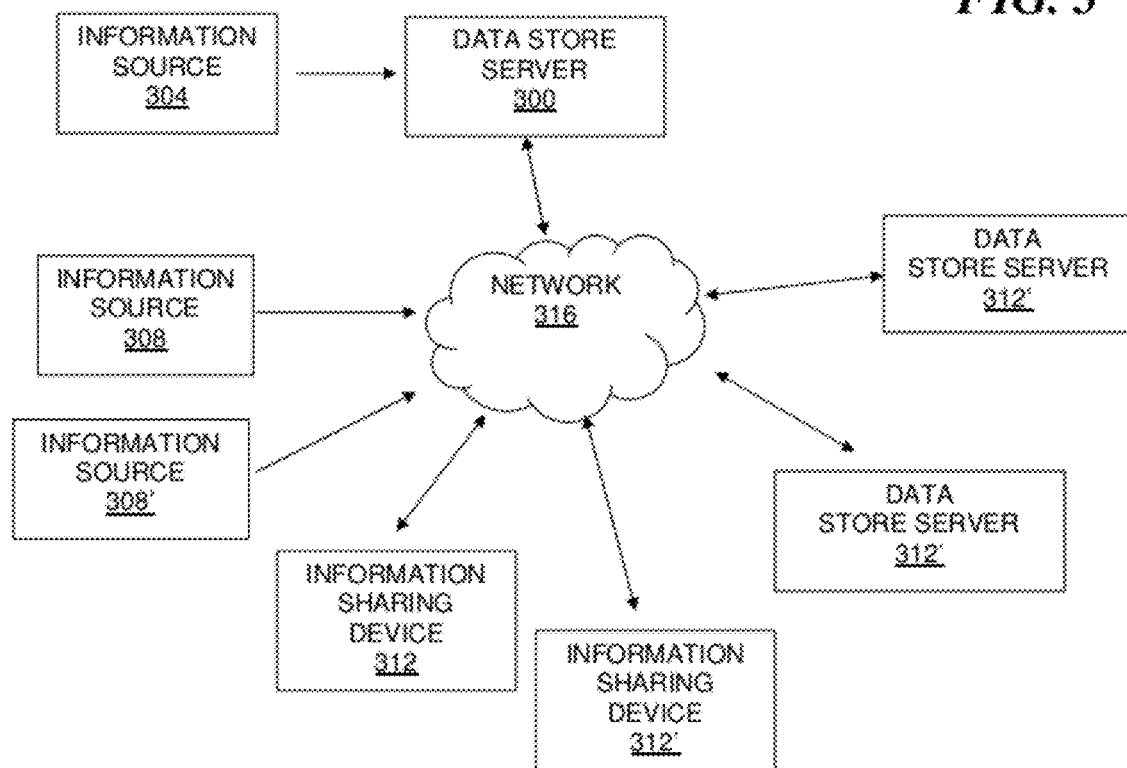 FIG. 3
INFORMATION
SOURCE
304
DATA STORE
SERVER
300
NETWORK
316
DATA
STORE SERVER
312'
INFORMATION
SOURCE
308
INFORMATION
SOURCE
308'
DATA
STORE SERVER
312'
INFORMATION
SHARING
DEVICE
312
INFORMATION
SHARING
DEVICE
312'